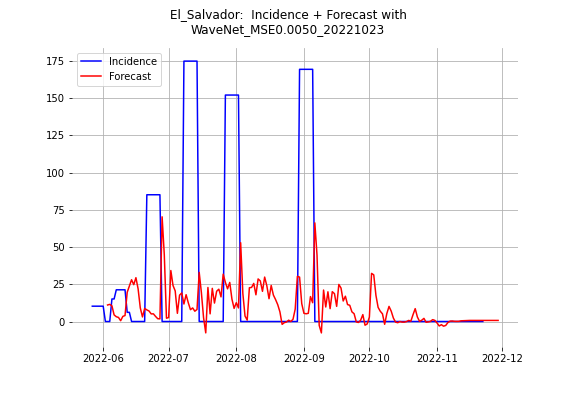 El_Salvador:  Incidence + Forecast with
WaveNet_MSE0.0050_20221023
Incidence
Forecast
175
150
125
100
75
50
25
0
2022-06 2022-07 2022-08 2022-09 2022-10 2022-11 2022-12